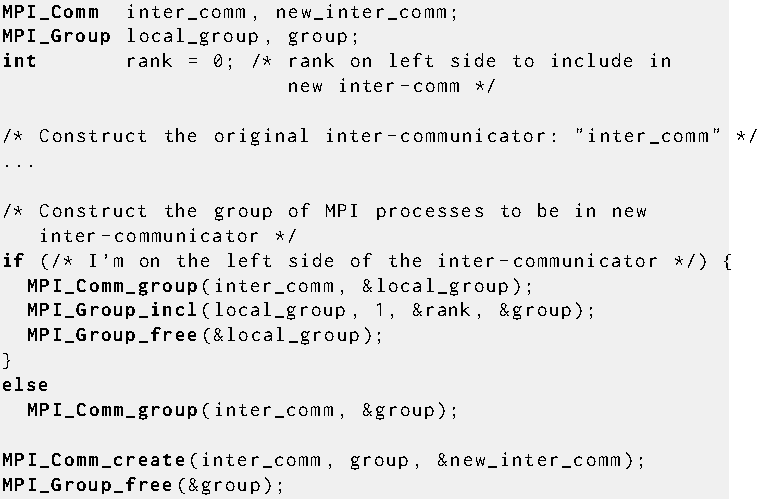 MPI_Comm  inter_comm, new_inter_comm;
MPI_Group local_group, group;
int       rank = 0; /* rank on left side to include in
                       new inter-comm */
/* Construct the original inter-communicator: "inter_comm" */
...
/* Construct the group of MPI processes to be in new
   inter-communicator */
if (/* I'm on the left side of the inter-communicator */) {
  MPI_Comm_group(inter_comm, &local_group);
  MPI_Group_incl(local_group, 1, &rank, &group);
  MPI_Group_free(&local_group);
}
else
  MPI_Comm_group(inter_comm, &group);
MPI_Comm_create(inter_comm, group, &new_inter_comm);
MPI_Group_free(&group);